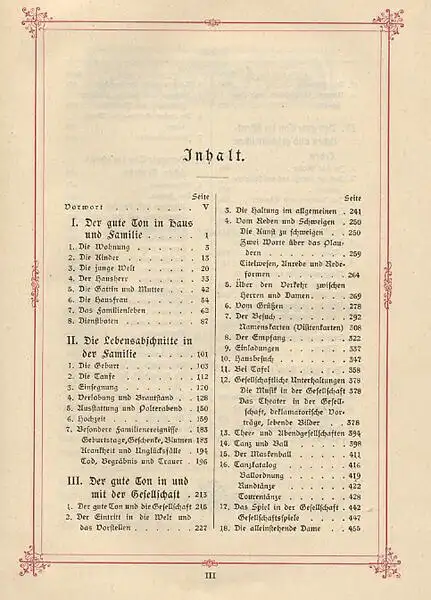 Inhalt.
Seite
Vorwort . . . . . . . V
I. Der gute Ton in Haus
und Familie . . . . . 1
1. Die Wohnung . . . . . 3
2. Die Kinder . . . . . 13
3. Die junge Welt . . . . 20
4. Der Hausherr . . . . . 33
5. Die Gattin und Mutter . . 42
6. Die Hausfrau . . . . . 54
7. Das Familienleben . . . 62
8. Dienstboten . . . . . 87
II. Die Lebensabschnitte in
der Familie . . . . . 101
1. Die Geburt . . . . . 103
2. Die Taufe . . . . . 112
3. Einsegnung . . . . . 120
4. Verlobung und Brautstand . 128
5. Ausstattung und Polterabend . 150
6. Hochzeit . . . . . 159
7. Besondere Familienereignisse . 183
Geburtstage, Geschenke, Blumen 183
Krankheit und Unglücksfälle . 194
Tod, Begräbnis und Trauer . 196
III. Der gute Ton in und
mit der Gesellschaft . 213
1. Der gute Ton und die Gesellschaft 215
2. Der Eintritt in die Welt und
das Vorstellen . . . . 227
Seite
3. Die Haltung im allgemeinen . 241
4. Vom Reden und Schweigen . 250
Die Kunst zu schweigen . 250
Zwei Worte über das Plau-
dern . . . . . 259
Titelwesen, Anrede und Rede-
formen . . . . . 264
5. Über den Verkehr zwischen
Herren und Damen . . . 269
6. Vom Grüßen . . . . . 278
7. Der Besuch . . . . . 292
Namenskarten (Visitenkarten) 308
8. Der Empfang . . . . . 322
9. Einladungen . . . . . 337
10. Hausbesuch . . . . . 347
11. Bei Tafel . . . . . 358
12. Gesellschaftliche Unterhaltungen 378
Die Musik in der Gesellschaft 378
Das Theater in der Gesell-
schaft, deklamatorische Vor-
träge, lebende Bilder . . 378
13. Thee- und Abendgesellschaften 394
14. Tanz und Ball . . . . 398
15. Der Maskenball . . . . 411
16. Tanzkatalog . . . . . 416
Ballordnung . . . . . 419
Rundtänze . . . . . 422
Tourentänze . . . . . 428
17. Das Spiel in der Gesellschaft . 442
Gesellschaftsspiele . . . 447
18. Die alleinstehende Dame . 455
III